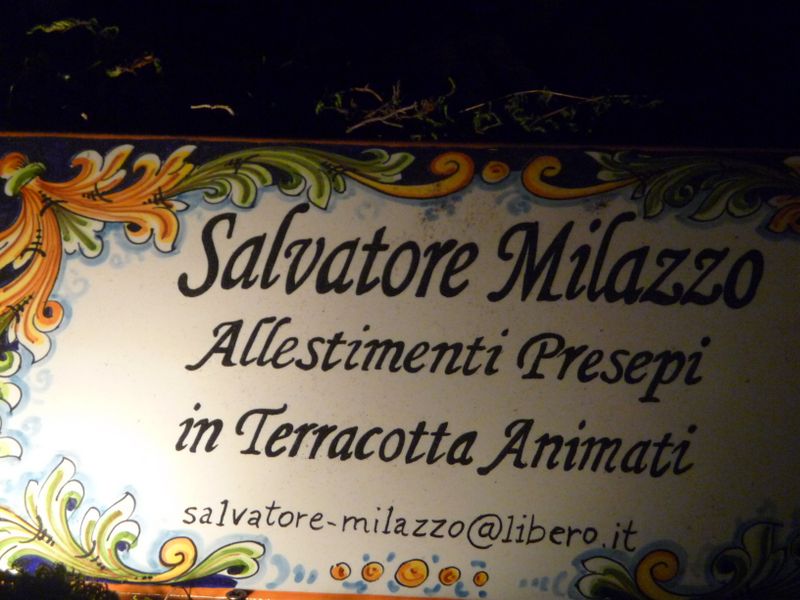 Salvatore Milazzo
Allestimenti Presepi
in Terracotta Animati
salvatore-milazzo@libero.it